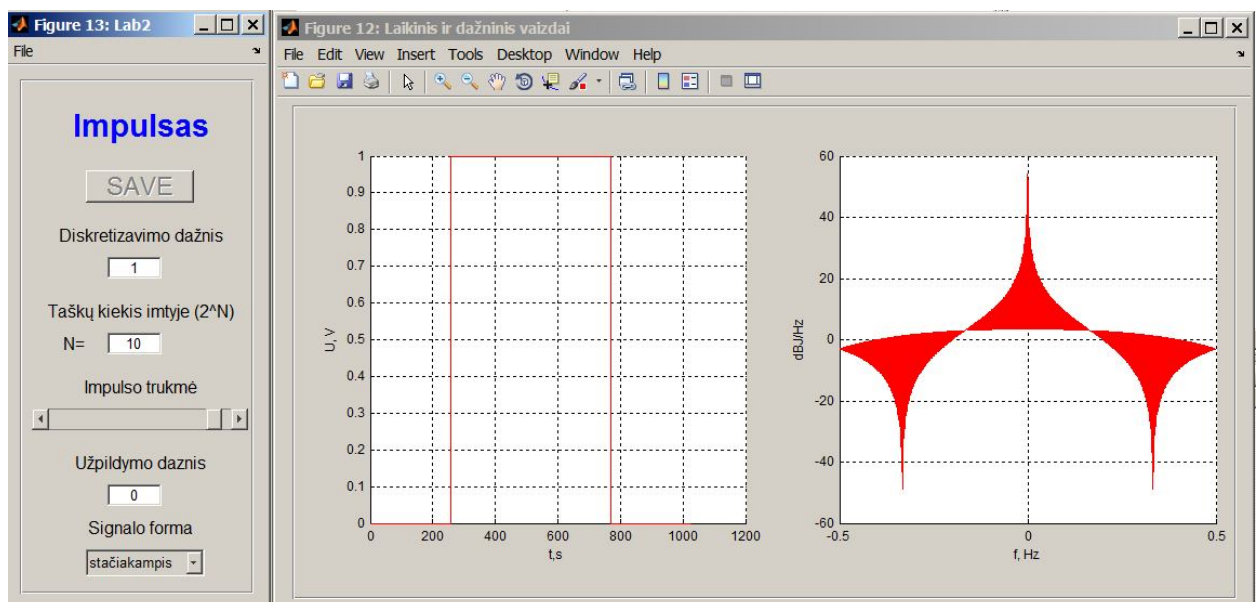 Figure 13: Lab2
File
Impulsas
SAVE
Diskretizavimo dažnis
1
Taškų kiekis imtyje (2^N)
N= 10
Impulso trukmė
Užpildymo daznis
0
Signalo forma
stačiakampis
Figure 12: Laikinis ir dažninis vaizdai
File Edit View Insert Tools Desktop Window Help
1
0.9
0.8
0.7
0.6
0.5
0.4
0.3
0.2
0.1
0
U, V
0 200 400 600 800 1000 1200
t,s
60
40
20
0
-20
-40
-60
dBJ/Hz
-0.5 0 0.5
f, Hz